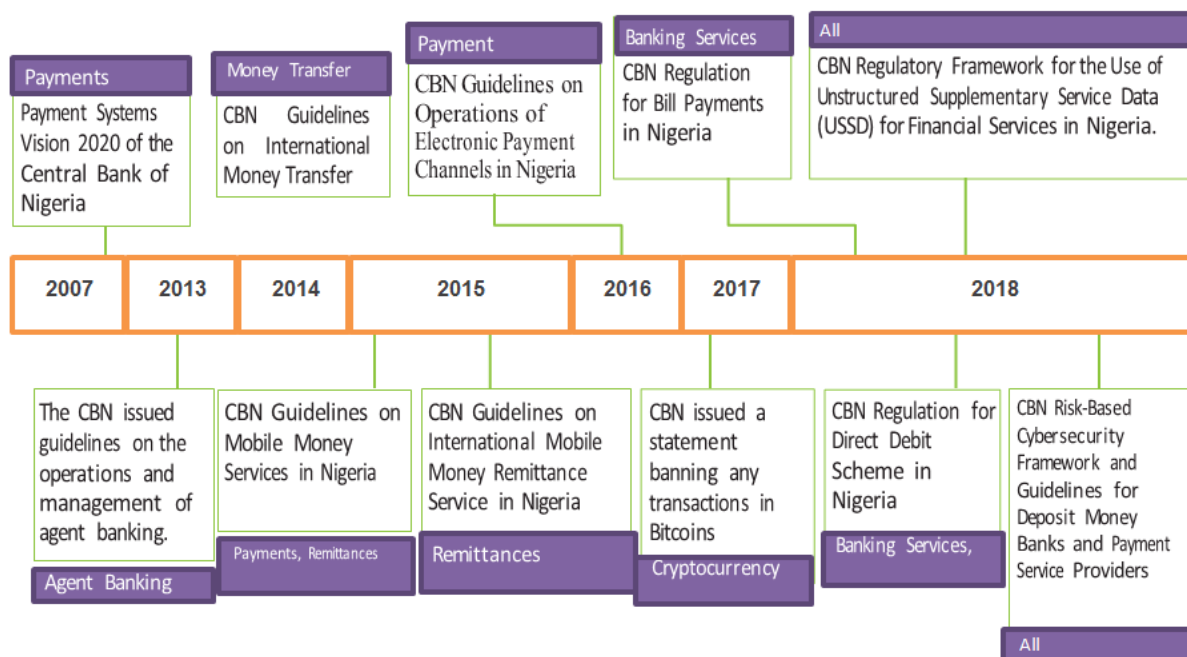 Payments
Payment Systems
Vision 2020 of the
Central Bank of
Nigeria
Money Transfer
CBN Guidelines
on International
Money Transfer
Payment
CBN Guidelines on
Operations of
Electronic Payment
Channels in Nigeria
Banking Services
CBN Regulation
for Bill Payments
in Nigeria
All
CBN Regulatory Framework for the Use of
Unstructured Supplementary Service Data
(USSD) for Financial Services in Nigeria.
2007
2013
2014
2015
2016
2017
2018
The CBN issued
guidelines on the
operations and
management of
agent banking.
Agent Banking
CBN Guidelines on
Mobile Money
Services in Nigeria
Payments, Remittances
CBN Guidelines on
International Mobile
Money Remittance
Service in Nigeria
Remittances
CBN issued a
statement
banning any
transactions in
Bitcoins
Cryptocurrency
CBN Regulation for
Direct Debit
Scheme in
Nigeria
Banking Services,
CBN Risk-Based
Cybersecurity
Framework and
Guidelines for
Deposit Money
Banks and Payment
Service Providers
All